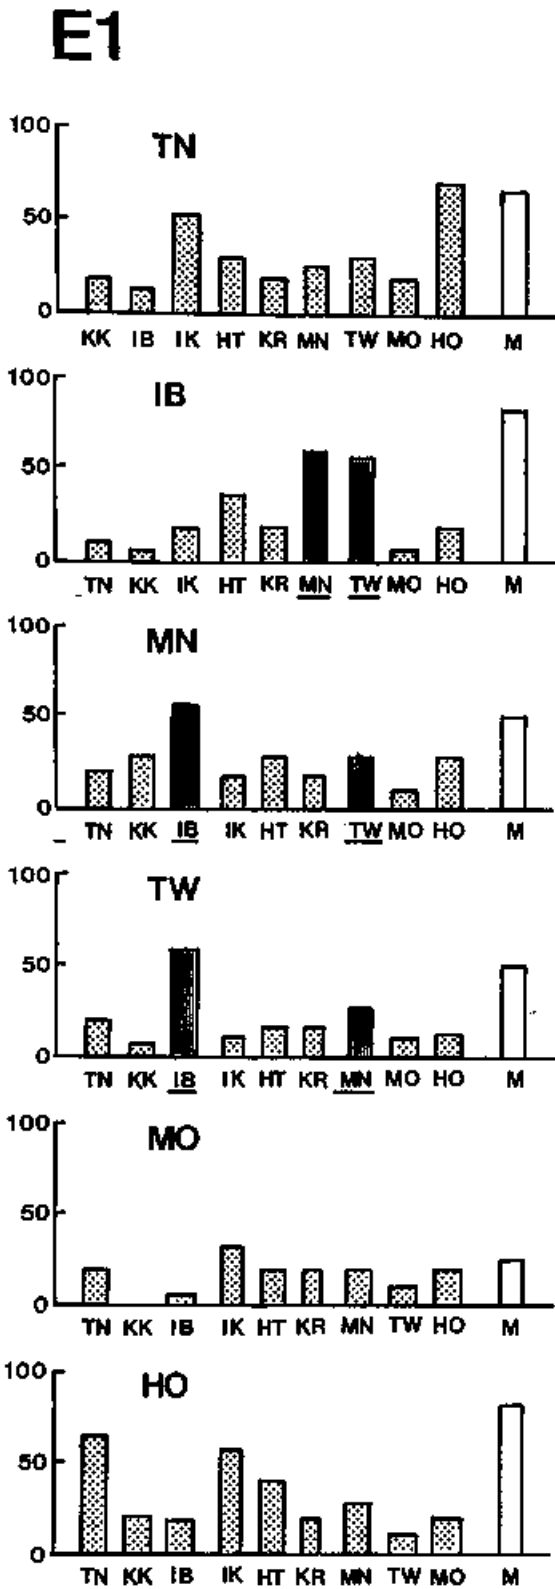 E1
100
TN
50
0
KK IB IK HT KR MN TW MO HO M
100
IB
50
0
TN KK IK HT KR MN TW MO HO M
100
MN
50
0
TN KK IB IK HT KR TW MO HO M
100
TW
50
0
TN KK IB IK HT KR MN MO HO M
100
MO
50
0
TN KK IB IK HT KR MN TW HO M
100
HO
50
0
TN KK IB IK HT KR MN TW MO M